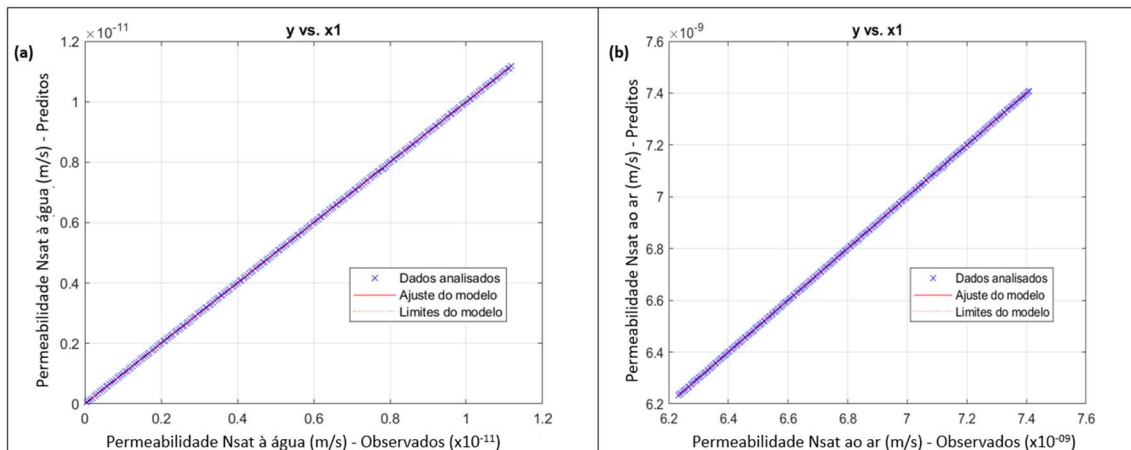 (a)
×10⁻¹¹
y vs. x1
1.2
1
0.8
0.6
0.4
0.2
0
Permeabilidade Nsat à água (m/s) - Preditos
Dados analisados
Ajuste do modelo
Limites do modelo
0 0.2 0.4 0.6 0.8 1 1.2
Permeabilidade Nsat à água (m/s) - Observados (x10⁻¹¹)
(b)
×10⁻⁹
y vs. x1
7.6
7.4
7.2
7
6.8
6.6
6.4
6.2
Permeabilidade Nsat ao ar (m/s) - Preditos
Dados analisados
Ajuste do modelo
Limites do modelo
6.2 6.4 6.6 6.8 7 7.2 7.4 7.6
Permeabilidade Nsat ao ar (m/s) - Observados (x10⁻⁰⁹)